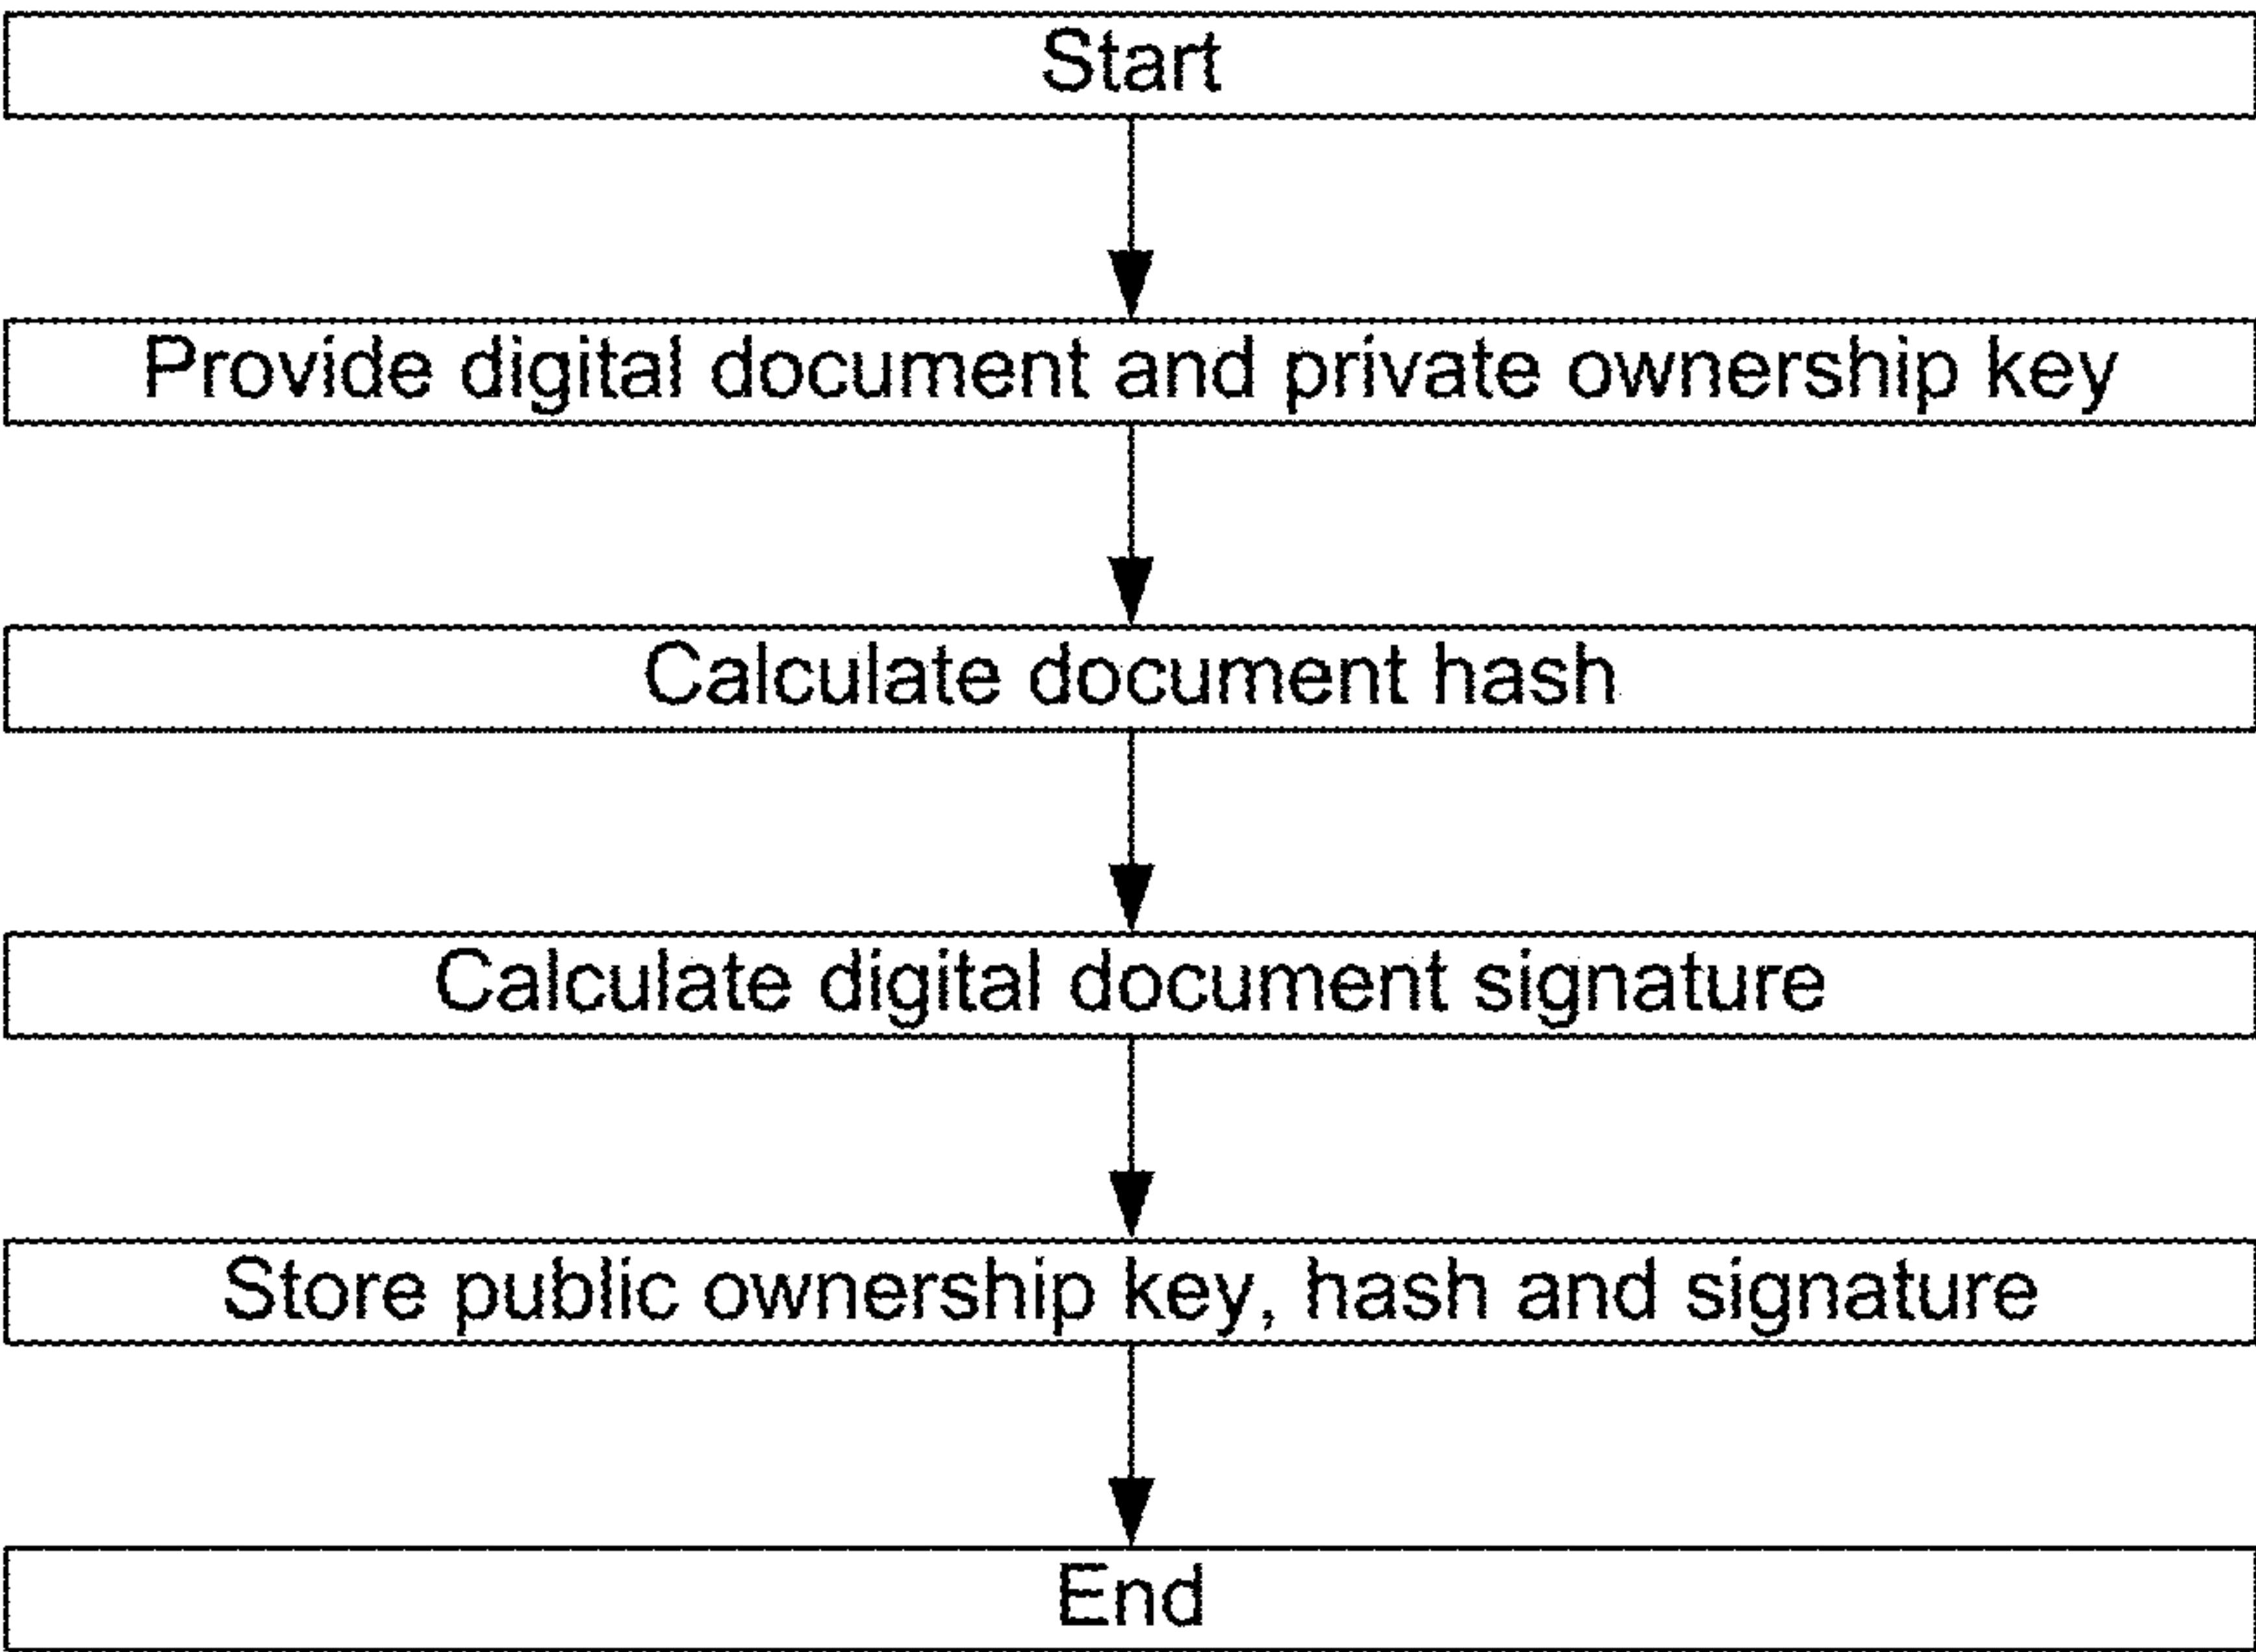 Start
Provide digital document and private ownership key
Calculate document hash
Calculate digital document signature
Store public ownership key, hash and signature
End